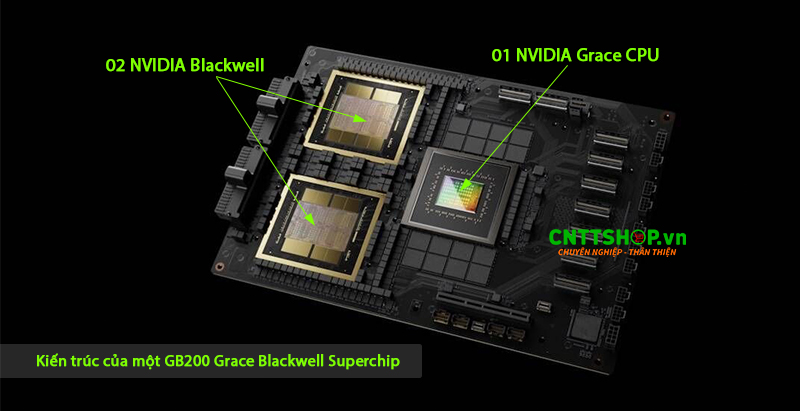 02 NVIDIA Blackwell
01 NVIDIA Grace CPU
CNTTSHOP.vn
CHUYÊN NGHIỆP - THÂN THIỆN
Kiến trúc của một GB200 Grace Blackwell Superchip